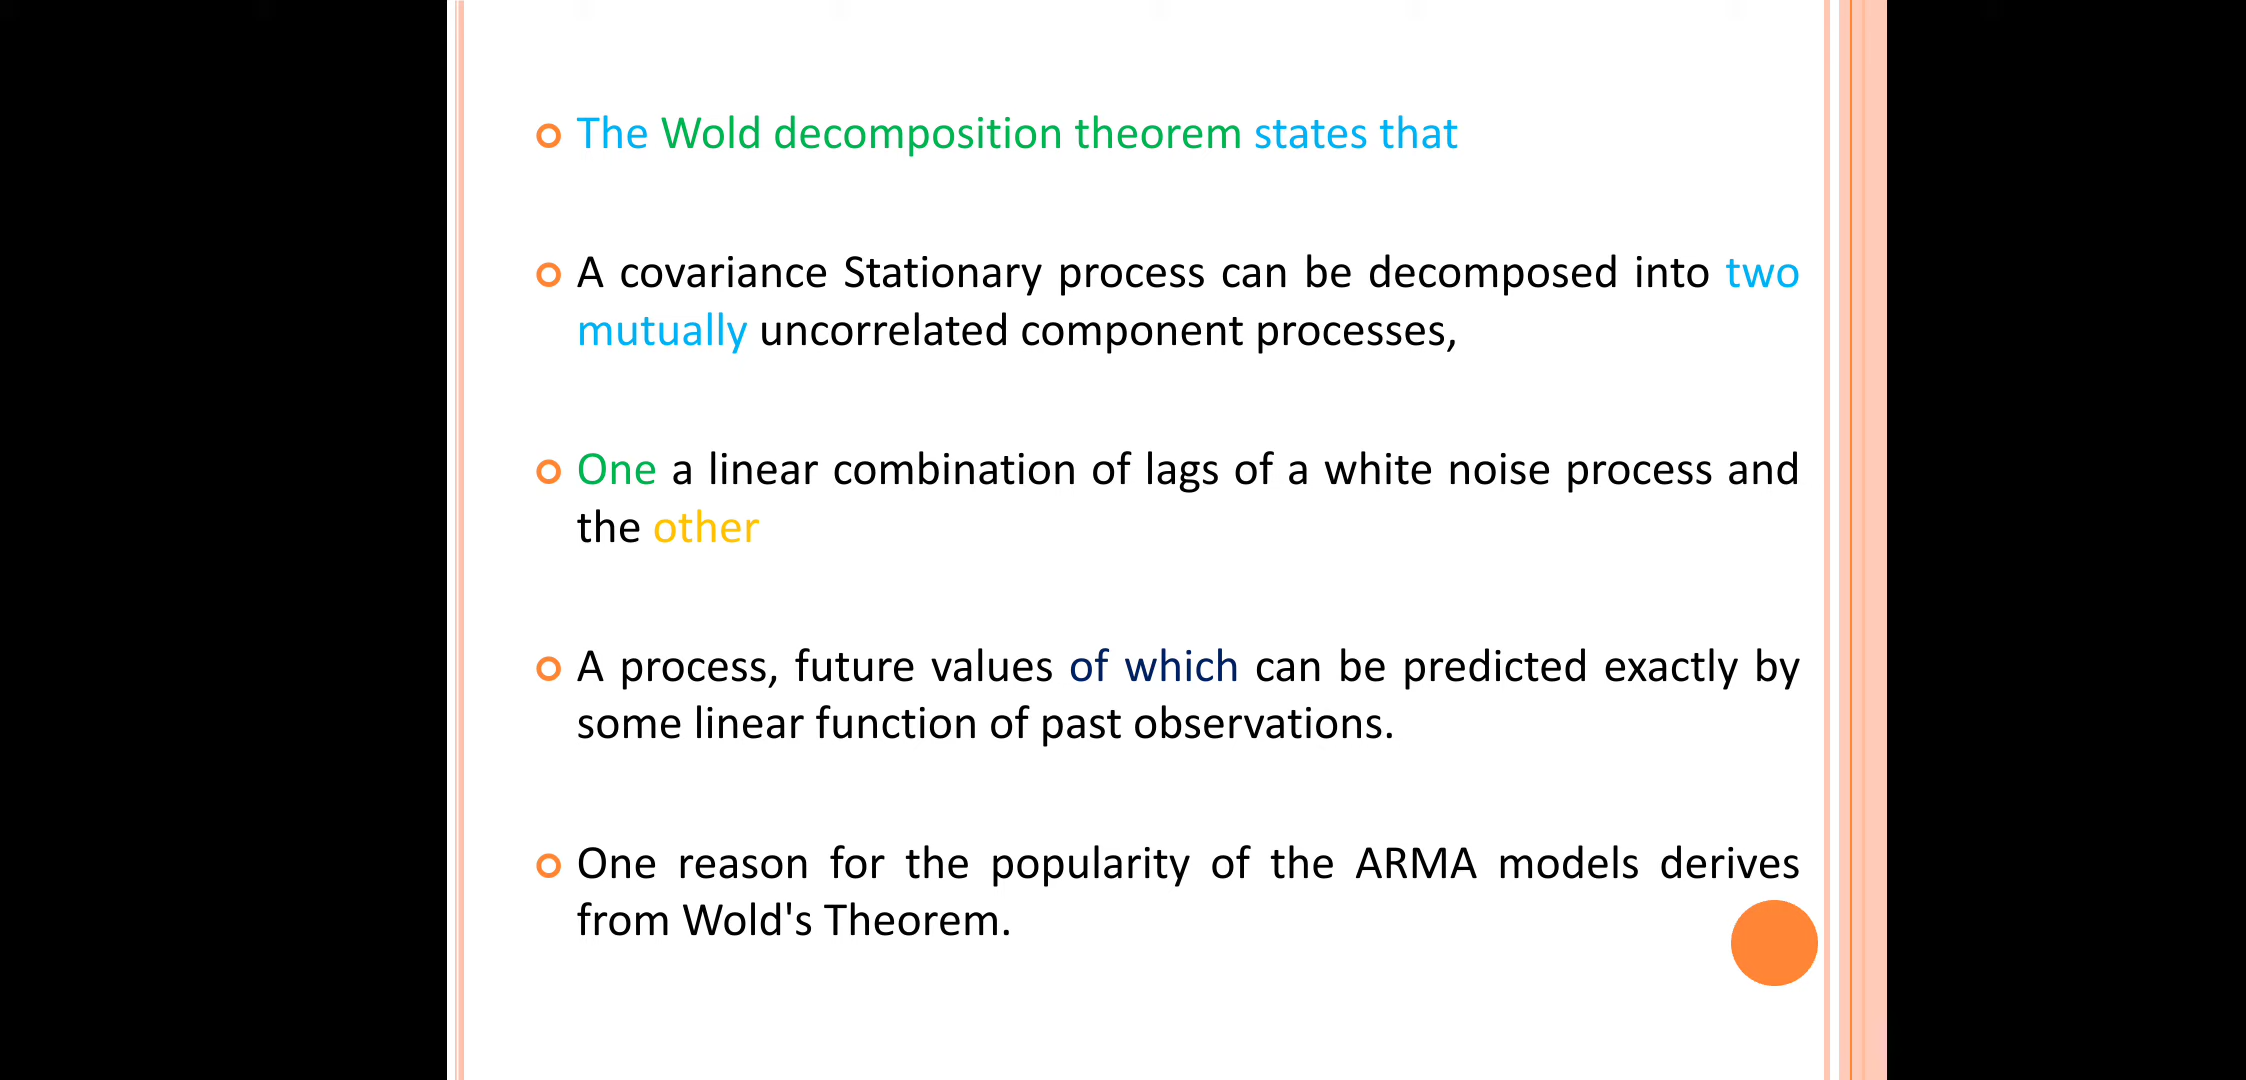 The Wold decomposition theorem states that
A covariance Stationary process can be decomposed into two
mutually uncorrelated component processes,
One a linear combination of lags of a white noise process and
the other
A process, future values of which can be predicted exactly by
some linear function of past observations.
One reason for the popularity of the ARMA models derives
from Wold's Theorem.